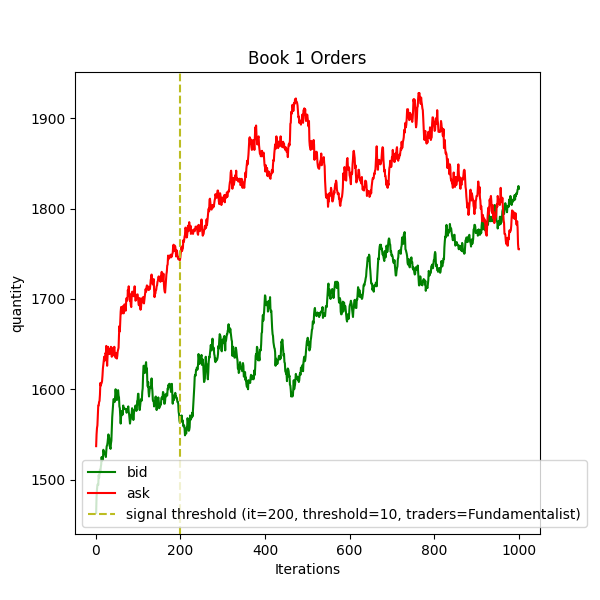 Book 1 Orders
quantity
1900
1800
1700
1600
1500
bid
ask
signal threshold (it=200, threshold=10, traders=Fundamentalist)
0 200 400 600 800 1000
Iterations